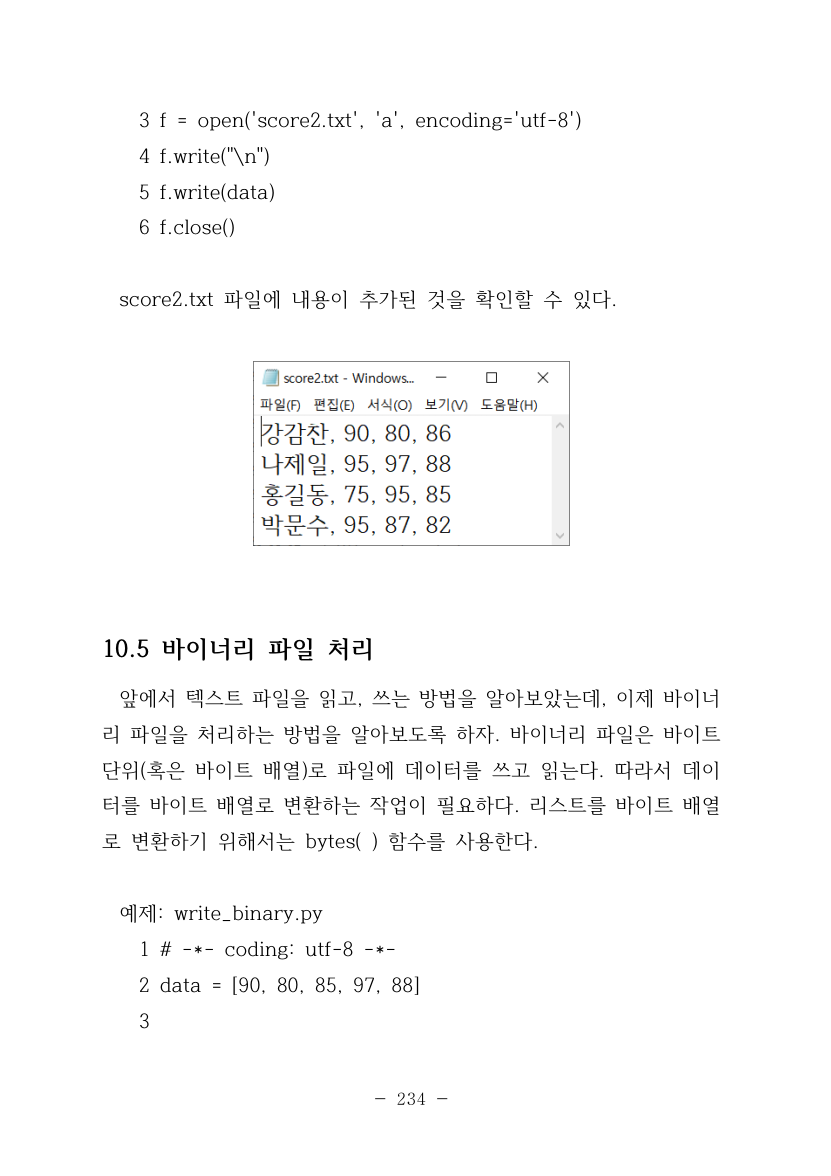 3 f = open('score2.txt', 'a', encoding='utf-8')
4 f.write("\n")
5 f.write(data)
6 f.close()
score2.txt 파일에 내용이 추가된 것을 확인할 수 있다.
score2.txt - Windows...
파일(F) 편집(E) 서식(O) 보기(V) 도움말(H)
강감찬, 90, 80, 86
나제일, 95, 97, 88
홍길동, 75, 95, 85
박문수, 95, 87, 82
10.5 바이너리 파일 처리
앞에서 텍스트 파일을 읽고, 쓰는 방법을 알아보았는데, 이제 바이너
리 파일을 처리하는 방법을 알아보도록 하자. 바이너리 파일은 바이트
단위(혹은 바이트 배열)로 파일에 데이터를 쓰고 읽는다. 따라서 데이
터를 바이트 배열로 변환하는 작업이 필요하다. 리스트를 바이트 배열
로 변환하기 위해서는 bytes( ) 함수를 사용한다.
예제: write_binary.py
1 # -*- coding: utf-8 -*-
2 data = [90, 80, 85, 97, 88]
3
- 234 -